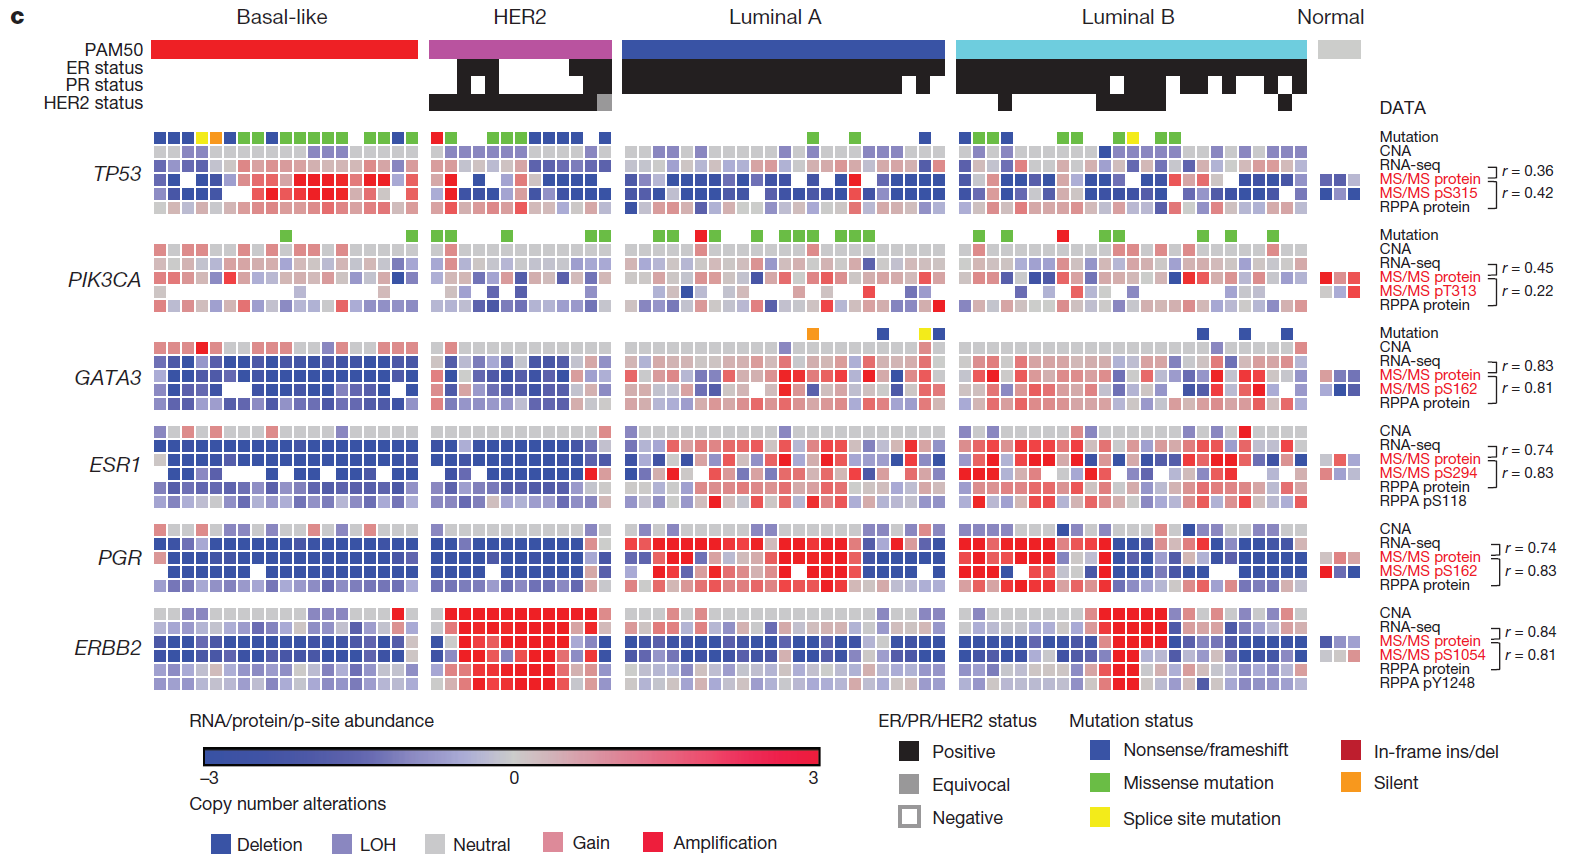 c
Basal-like HER2 Luminal A Luminal B Normal
PAM50
ER status
PR status
HER2 status
DATA
TP53
Mutation
CNA
RNA-seq
MS/MS protein
MS/MS pS315
RPPA protein
r = 0.36
r = 0.42
PIK3CA
Mutation
CNA
RNA-seq
MS/MS protein
MS/MS pT313
RPPA protein
r = 0.45
r = 0.22
GATA3
Mutation
CNA
RNA-seq
MS/MS protein
MS/MS pS162
RPPA protein
r = 0.83
r = 0.81
ESR1
CNA
RNA-seq
MS/MS protein
MS/MS pS294
RPPA protein
RPPA pS118
r = 0.74
r = 0.83
PGR
CNA
RNA-seq
MS/MS protein
MS/MS pS162
RPPA protein
r = 0.74
r = 0.83
ERBB2
CNA
RNA-seq
MS/MS protein
MS/MS pS1054
RPPA protein
RPPA pY1248
r = 0.84
r = 0.81
RNA/protein/p-site abundance
–3 0 3
Copy number alterations
Deletion LOH Neutral Gain Amplification
ER/PR/HER2 status
Positive
Equivocal
Negative
Mutation status
Nonsense/frameshift
Missense mutation
Splice site mutation
In-frame ins/del
Silent